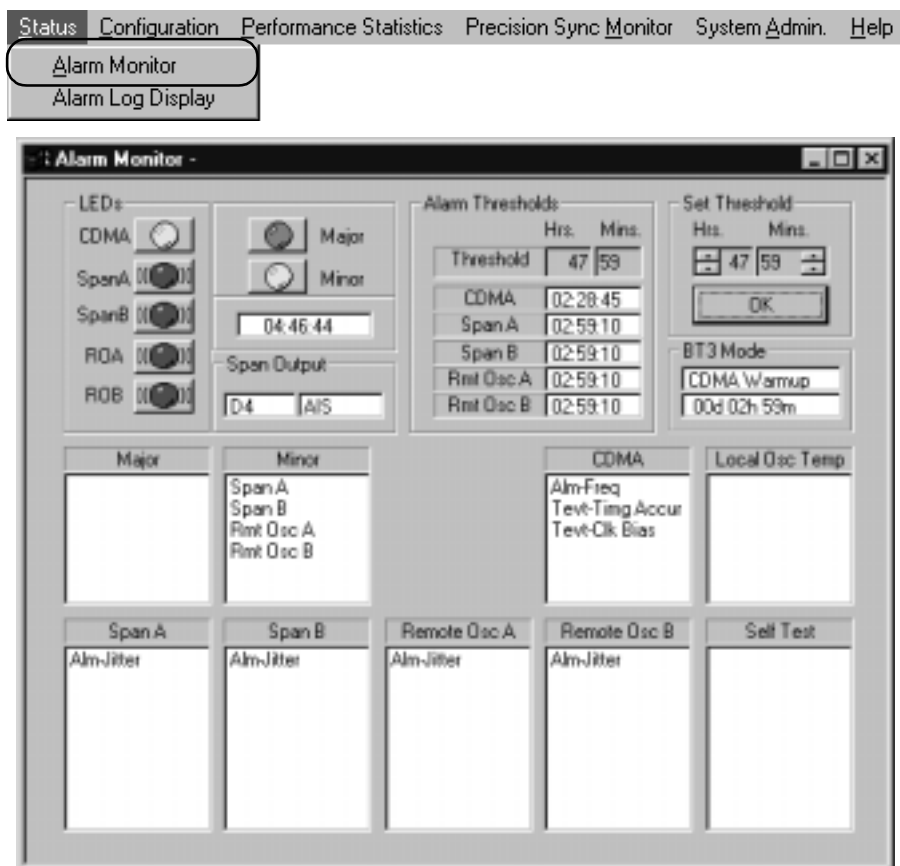 Status Configuration Performance Statistics Precision Sync Monitor System Admin. Help
Alarm Monitor
Alarm Log Display
Alarm Monitor -
LEDs
CDMA
SpanA
SpanB
ROA
ROB
Major
Minor
04:46:44
Span Output
D4 AIS
Alarm Thresholds
Hrs. Mins.
Threshold 47 59
CDMA 02:28:45
Span A 02:59:10
Span B 02:59:10
Rmt Osc A 02:59:10
Rmt Osc B 02:59:10
Set Threshold
Hrs. Mins.
47 59
OK
BT3 Mode
CDMA Warmup
00d 02h 59m
Major
Minor
Span A
Span B
Rmt Osc A
Rmt Osc B
CDMA
Alm-Freq
Tevt-Timg Accur
Tevt-Clk Bias
Local Osc Temp
Span A
Alm-Jitter
Span B
Alm-Jitter
Remote Osc A
Alm-Jitter
Remote Osc B
Alm-Jitter
Self Test